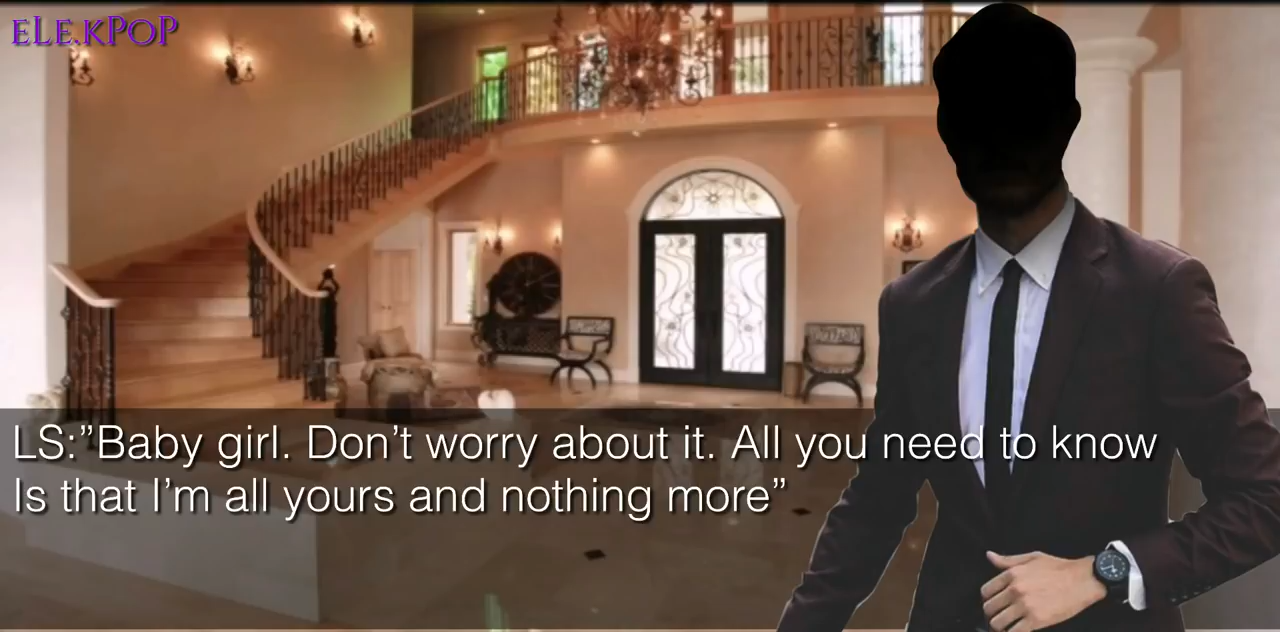 ELE.KPOP
LS:”Baby girl. Don’t worry about it. All you need to know
Is that I’m all yours and nothing more”